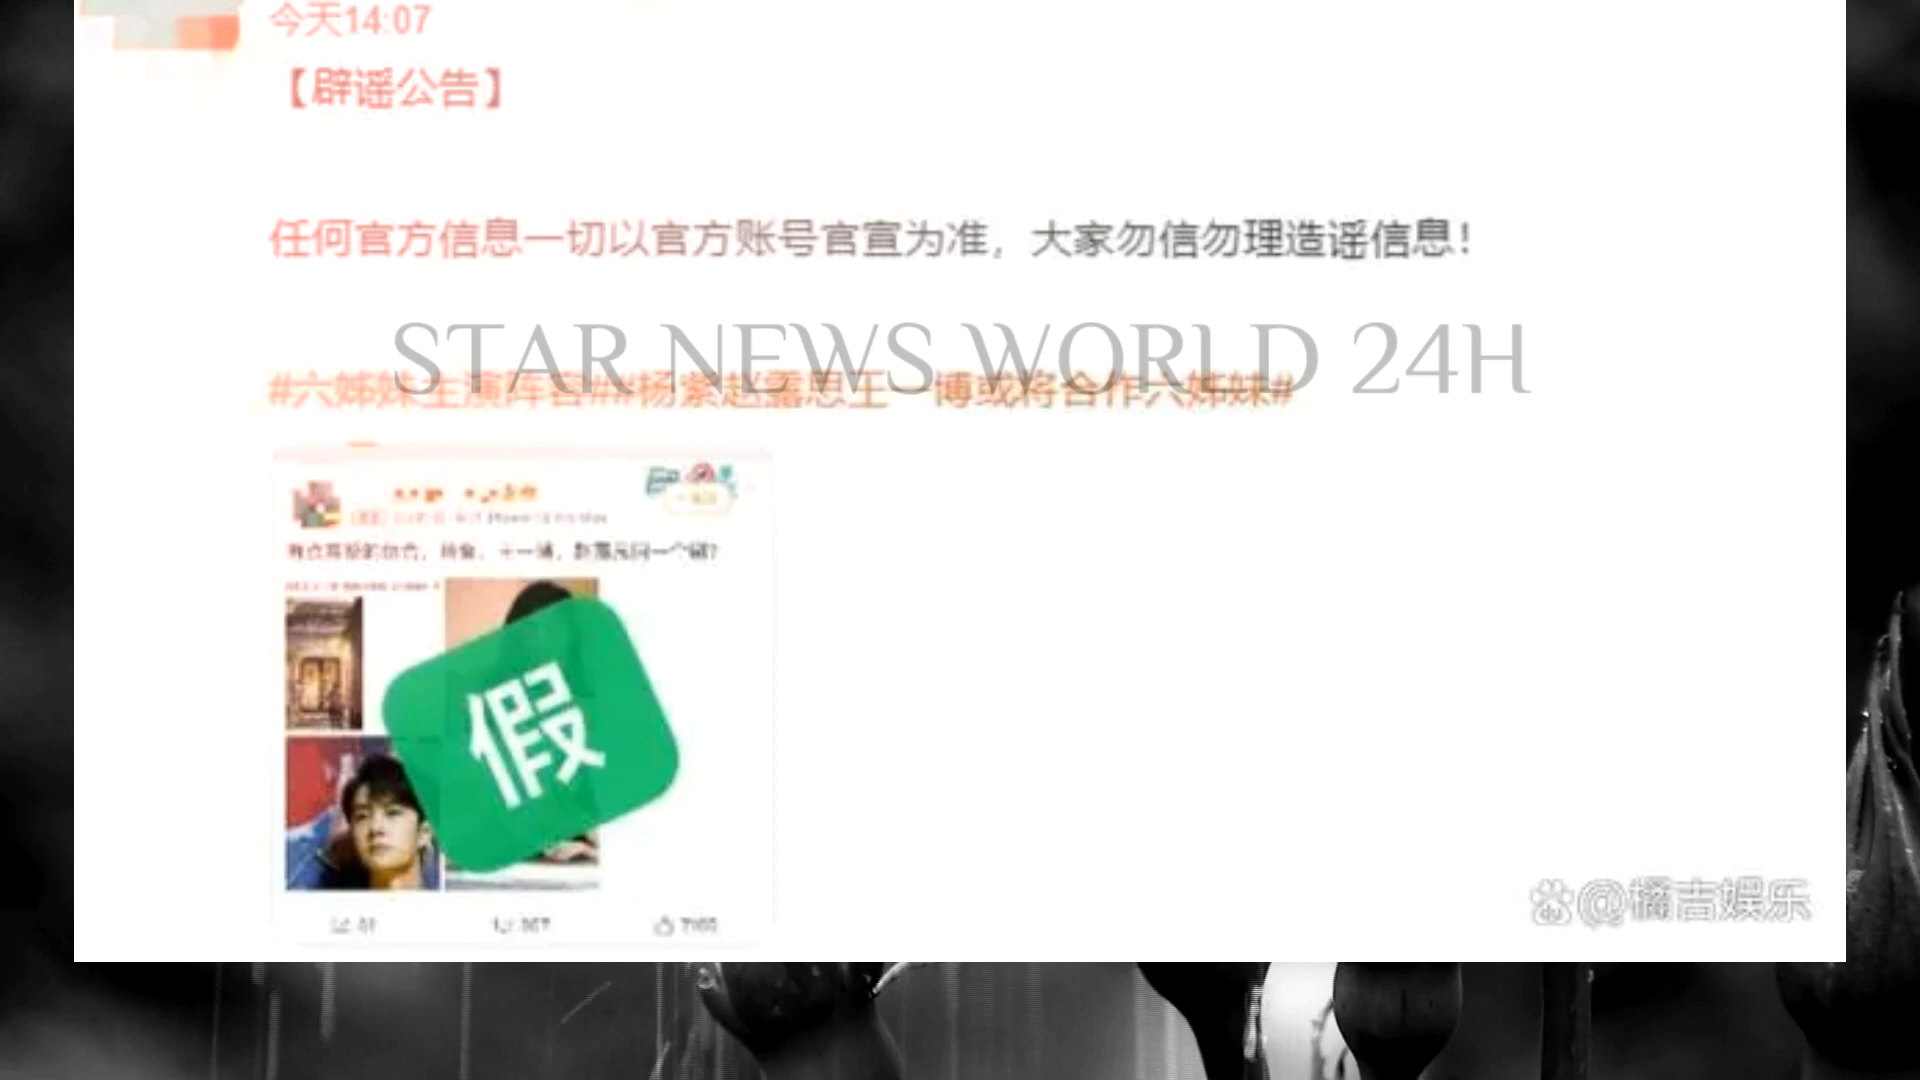 今天14:07
【辟谣公告】
任何官方信息一切以官方账号官宣为准，大家勿信勿理造谣信息！
STAR NEWS WORLD 24H
#六姊妹主演阵容##杨紫赵露思王一博或将合作六姊妹#
假
@橘吉娱乐